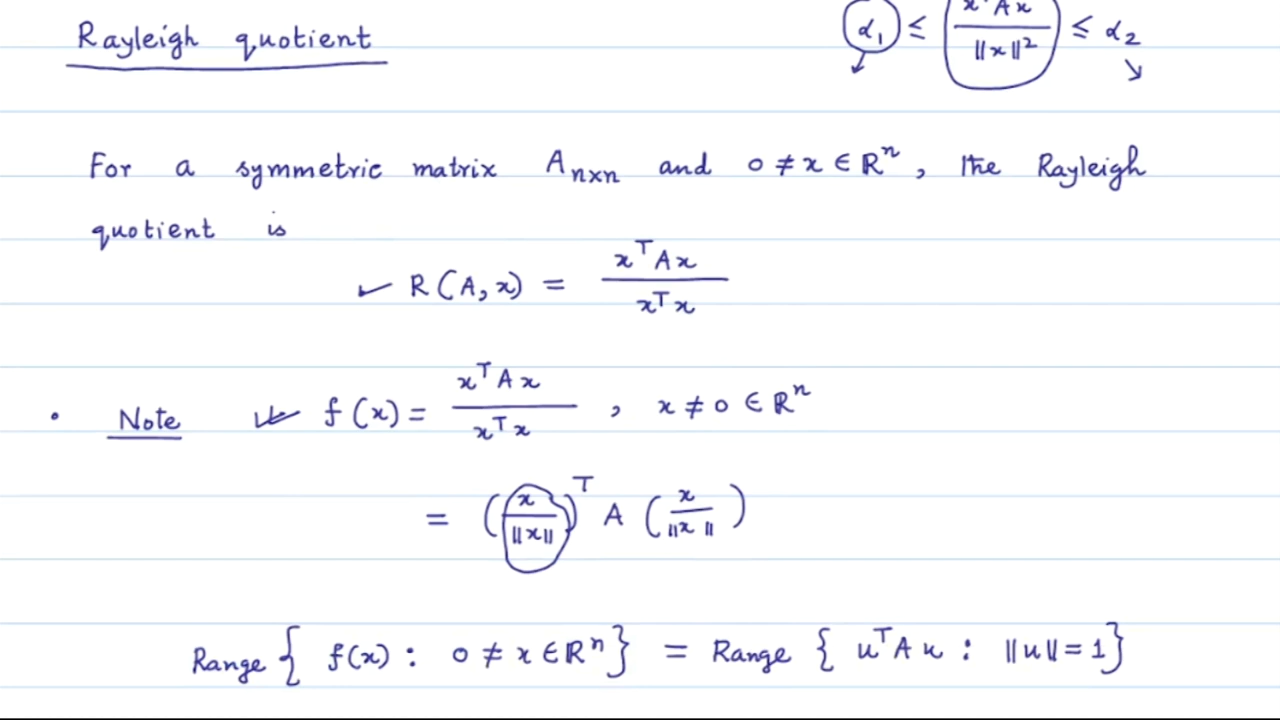 Rayleigh quotient
α₁ ≤ xᵀAx / ‖x‖² ≤ α₂
For a symmetric matrix Aₙₓₙ and 0 ≠ x ∈ ℝⁿ, the Rayleigh
quotient is
✓ R(A, x) = xᵀAx / xᵀx
• Note ✓ f(x) = xᵀAx / xᵀx , x ≠ 0 ∈ ℝⁿ
= (x / ‖x‖)ᵀ A (x / ‖x‖)
Range { f(x) : 0 ≠ x ∈ ℝⁿ } = Range { uᵀAu : ‖u‖ = 1 }